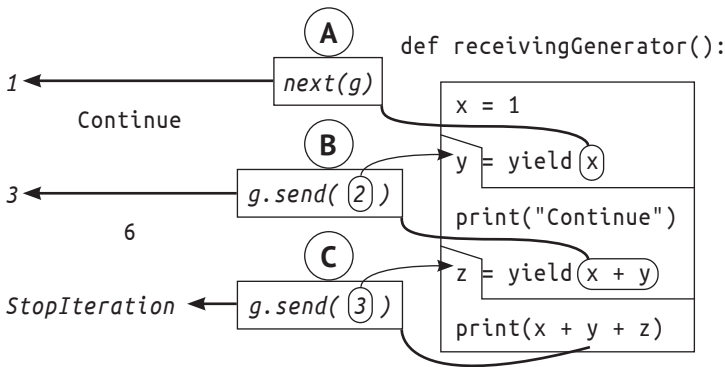 A
def receivingGenerator():
1
next(g)
x = 1
Continue
B
y = yield x
3
g.send( 2 )
print("Continue")
6
C
z = yield x + y
StopIteration
g.send( 3 )
print(x + y + z)